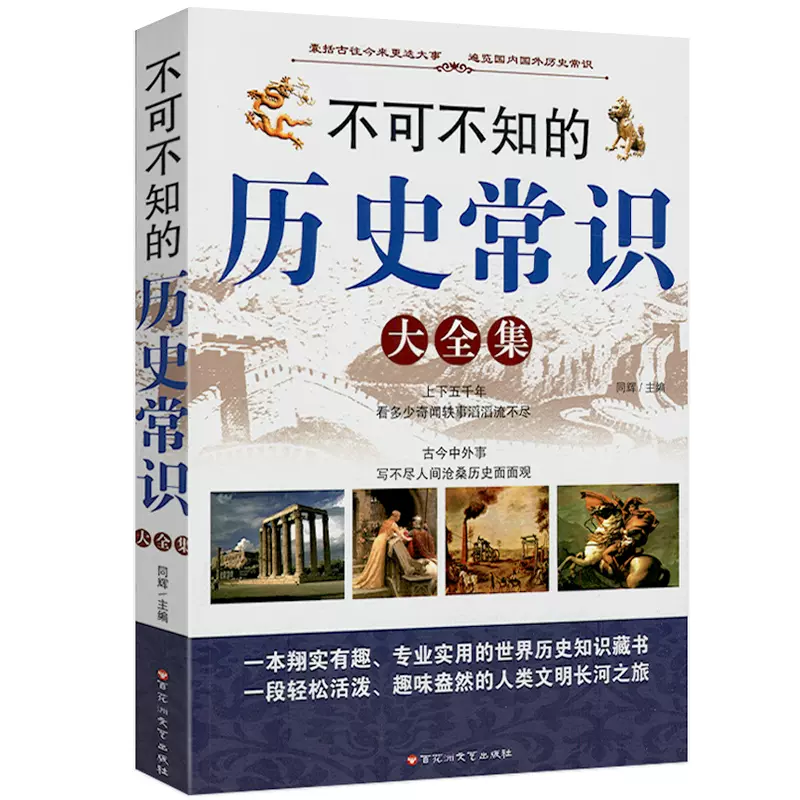 囊括古往今来更迭大事 遍览国内国外历史常识
不可不知的
历史常识
大全集
同辉/主编
上下五千年
看多少奇闻轶事滔滔流不尽
古今中外事
写不尽人间沧桑历史面面观
一本翔实有趣、专业实用的世界历史知识藏书
一段轻松活泼、趣味盎然的人类文明长河之旅
百花洲文艺出版社
不可不知的
历史常识
大全集
同辉/主编
百花洲文艺出版社